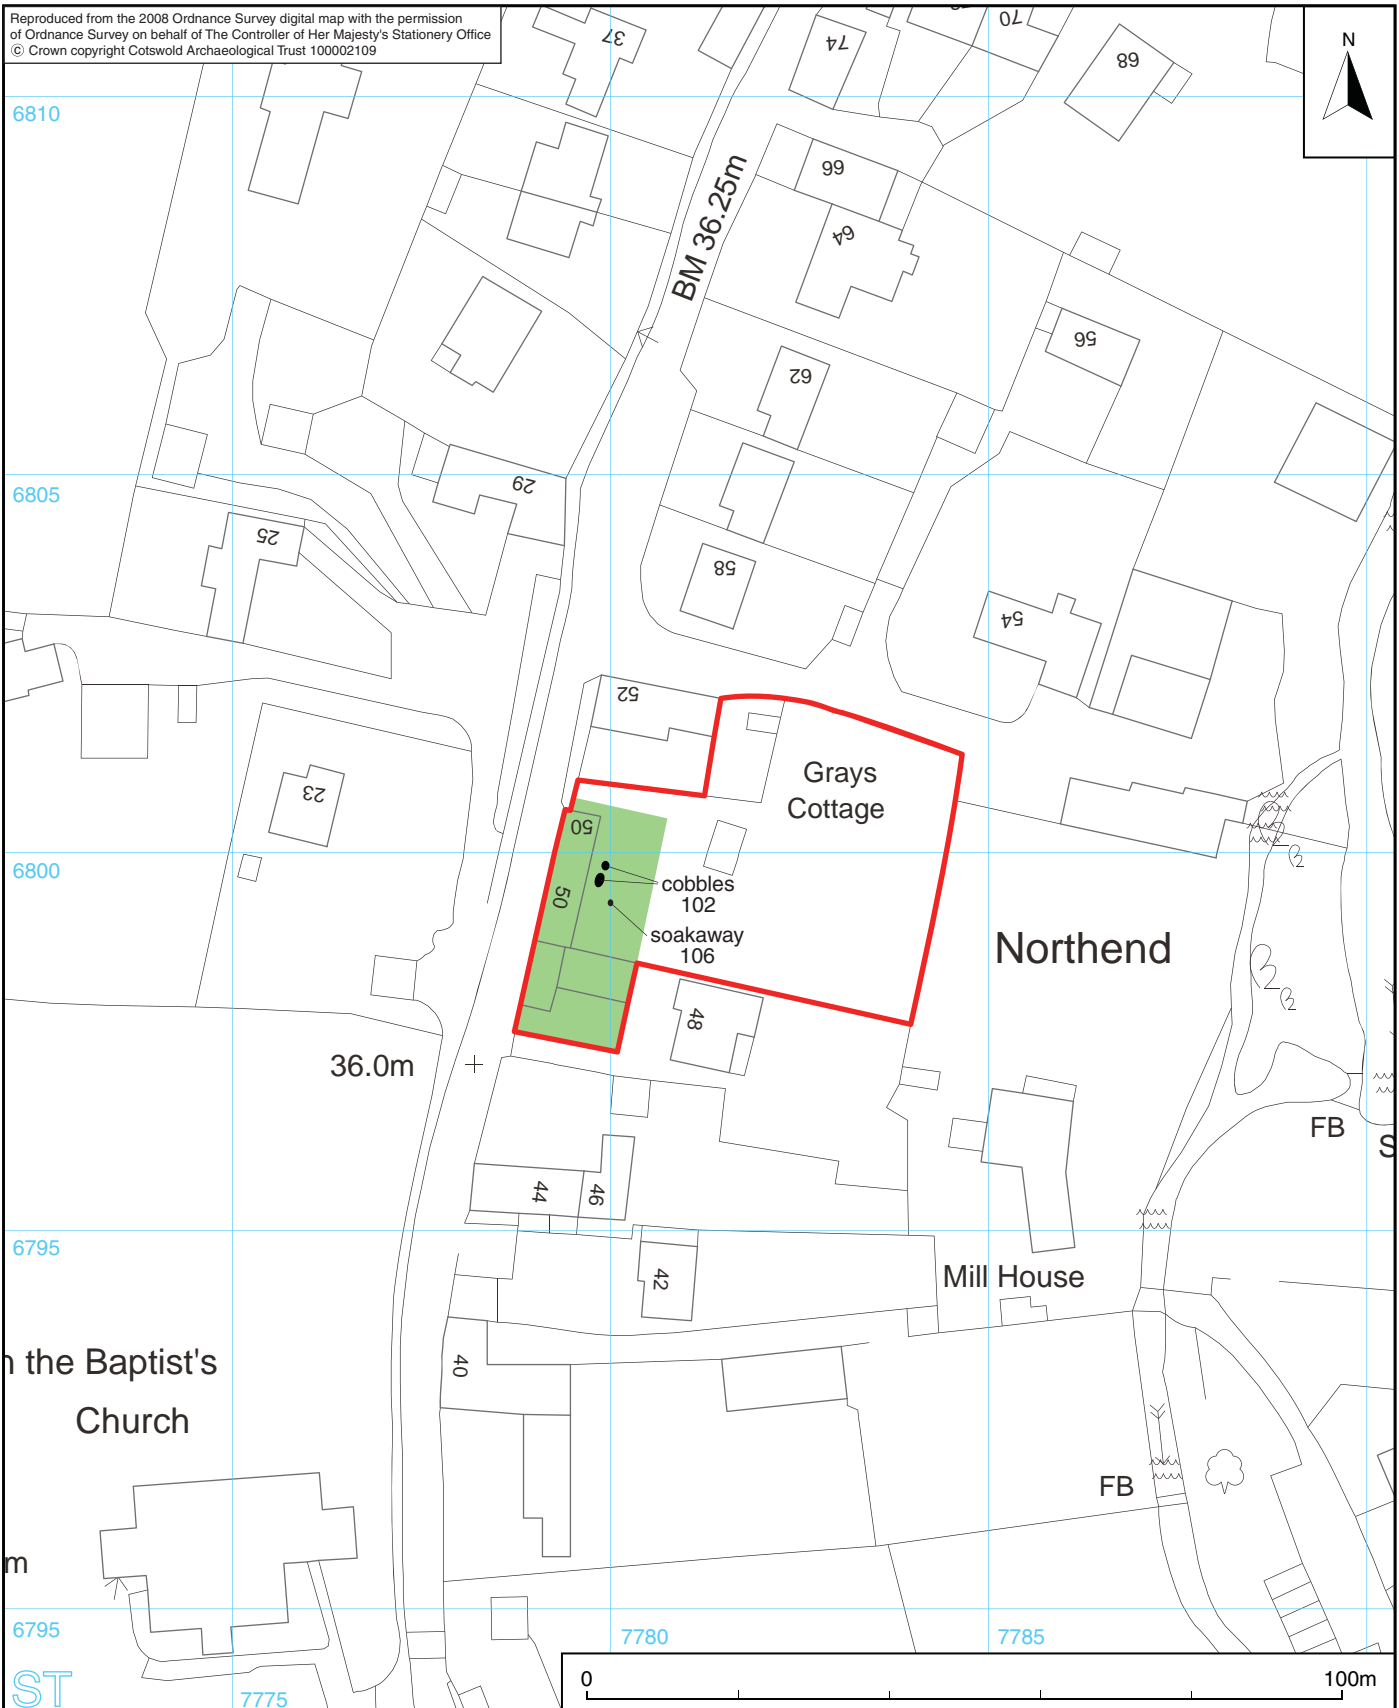 Reproduced from the 2008 Ordnance Survey digital map with the permission
of Ordnance Survey on behalf of The Controller of Her Majesty's Stationery Office
© Crown copyright Cotswold Archaeological Trust 100002109
N
37
74
70
68
6810
66
64
BM 36.25m
56
62
29
6805
25
58
54
52
Grays
Cottage
23
50
6800
50
cobbles
102
soakaway
106
Northend
48
36.0m
FB
S
44
46
6795
42
Mill House
40
n the Baptist's
Church
FB
m
6795
7780
7785
ST
7775
0
100m